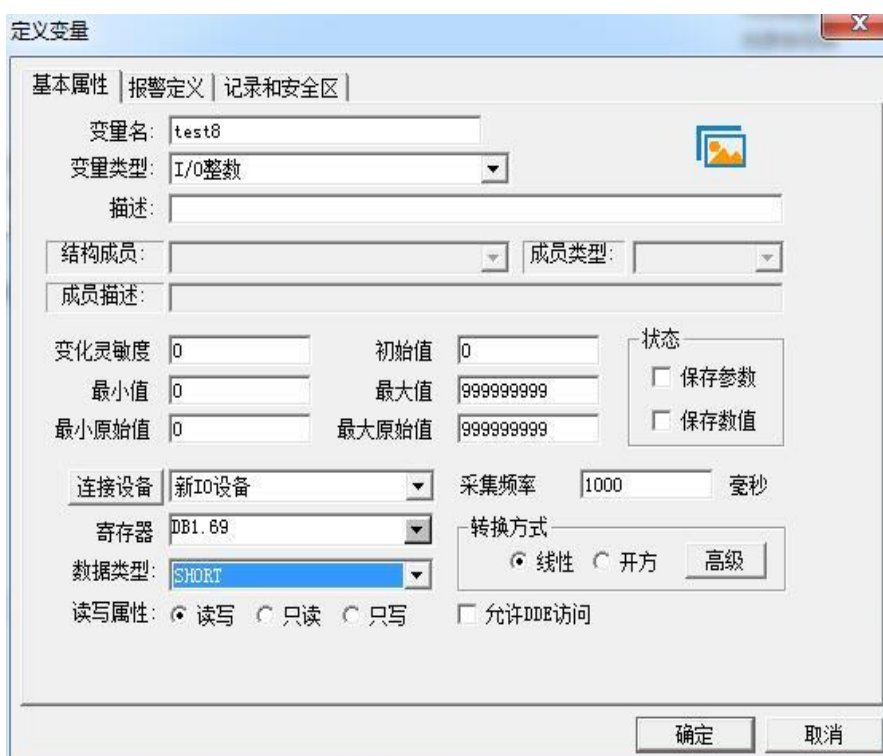 定义变量
X
基本属性 报警定义 记录和安全区
变量名: test8
变量类型: I/O整数
描述:
结构成员: 成员类型:
成员描述:
变化灵敏度 0 初始值 0 状态
最小值 0 最大值 999999999 保存参数
最小原始值 0 最大原始值 999999999 保存数值
连接设备 新IO设备 采集频率 1000 毫秒
寄存器 DB1.69 转换方式
数据类型: SHORT 线性 开方 高级
读写属性: 读写 只读 只写 允许DDE访问
确定 取消